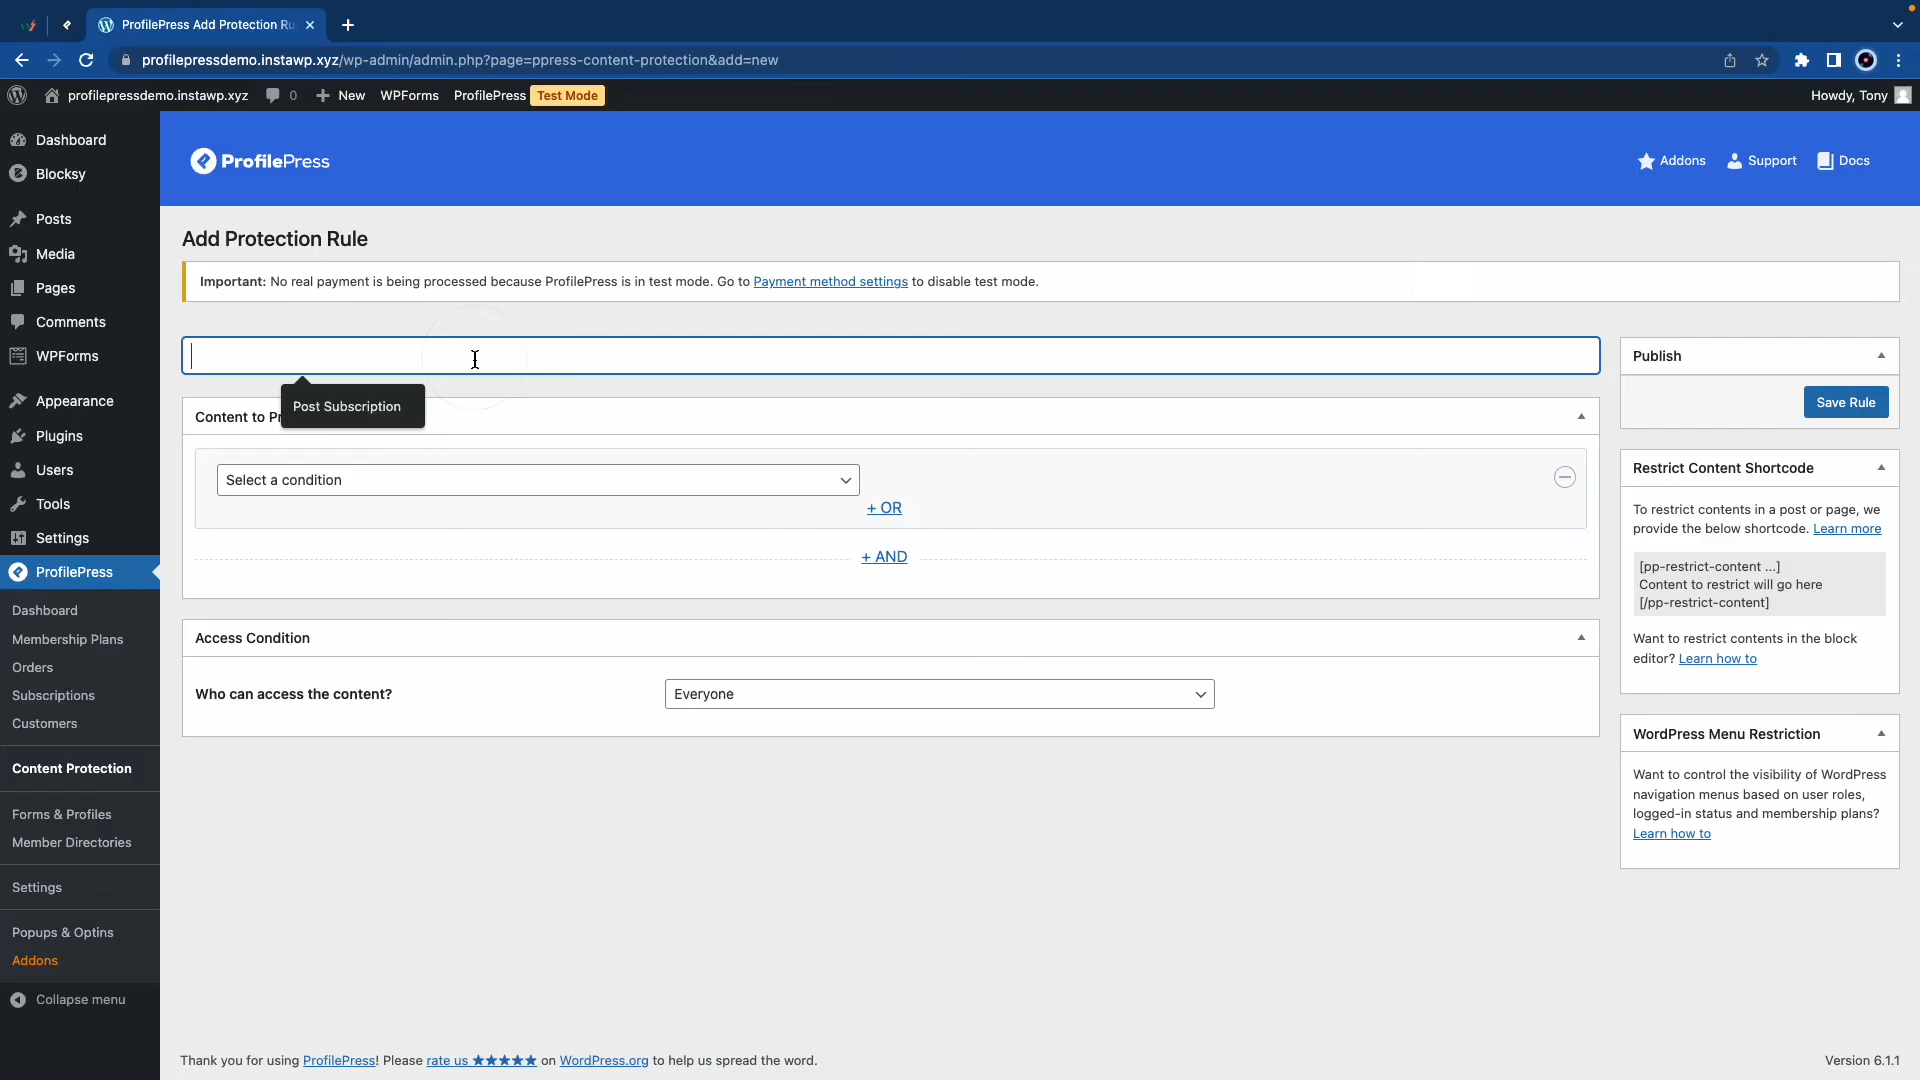 ProfilePress Add Protection Ru
profilepressdemo.instawp.xyz/wp-admin/admin.php?page=ppress-content-protection&add=new
profilepressdemo.instawp.xyz
0
New
WPForms
ProfilePress
Test Mode
Howdy, Tony
Dashboard
Blocksy
Posts
Media
Pages
Comments
WPForms
Appearance
Plugins
Users
Tools
Settings
ProfilePress
Dashboard
Membership Plans
Orders
Subscriptions
Customers
Content Protection
Forms & Profiles
Member Directories
Settings
Popups & Optins
Addons
Collapse menu
ProfilePress
Addons
Support
Docs
Add Protection Rule
Important: No real payment is being processed because ProfilePress is in test mode. Go to Payment method settings to disable test mode.
Post Subscription
Content to Pr
Select a condition
+ OR
+ AND
Access Condition
Who can access the content?
Everyone
Publish
Save Rule
Restrict Content Shortcode
To restrict contents in a post or page, we
provide the below shortcode. Learn more
[pp-restrict-content ...]
Content to restrict will go here
[/pp-restrict-content]
Want to restrict contents in the block
editor? Learn how to
WordPress Menu Restriction
Want to control the visibility of WordPress
navigation menus based on user roles,
logged-in status and membership plans?
Learn how to
Thank you for using ProfilePress! Please rate us ★★★★★ on WordPress.org to help us spread the word.
Version 6.1.1